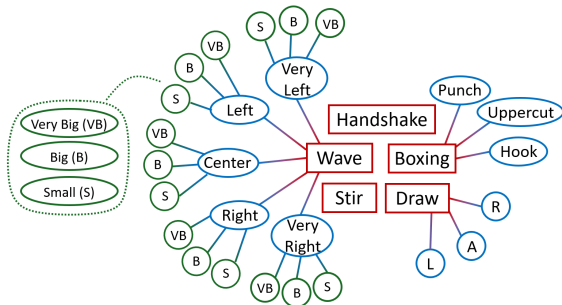 Very Big (VB)
Big (B)
Small (S)
S
B
VB
Left
S
B
VB
Very
Left
VB
B
S
Center
VB
B
S
Right
VB
B
S
Very
Right
Handshake
Wave
Stir
Boxing
Punch
Uppercut
Hook
Draw
R
A
L